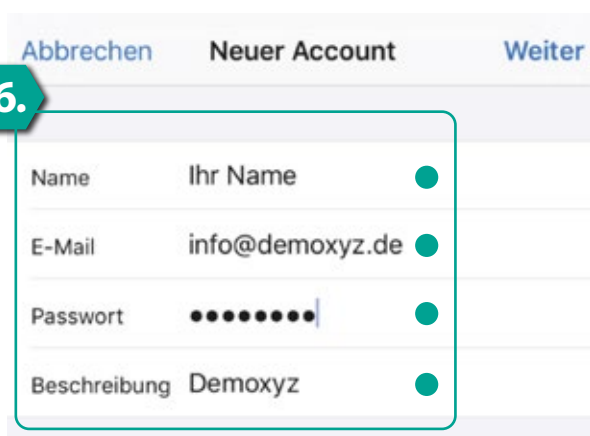 Abbrechen Neuer Account Weiter
6.
Name Ihr Name
E-Mail info@demoxyz.de
Passwort ••••••••
Beschreibung Demoxyz